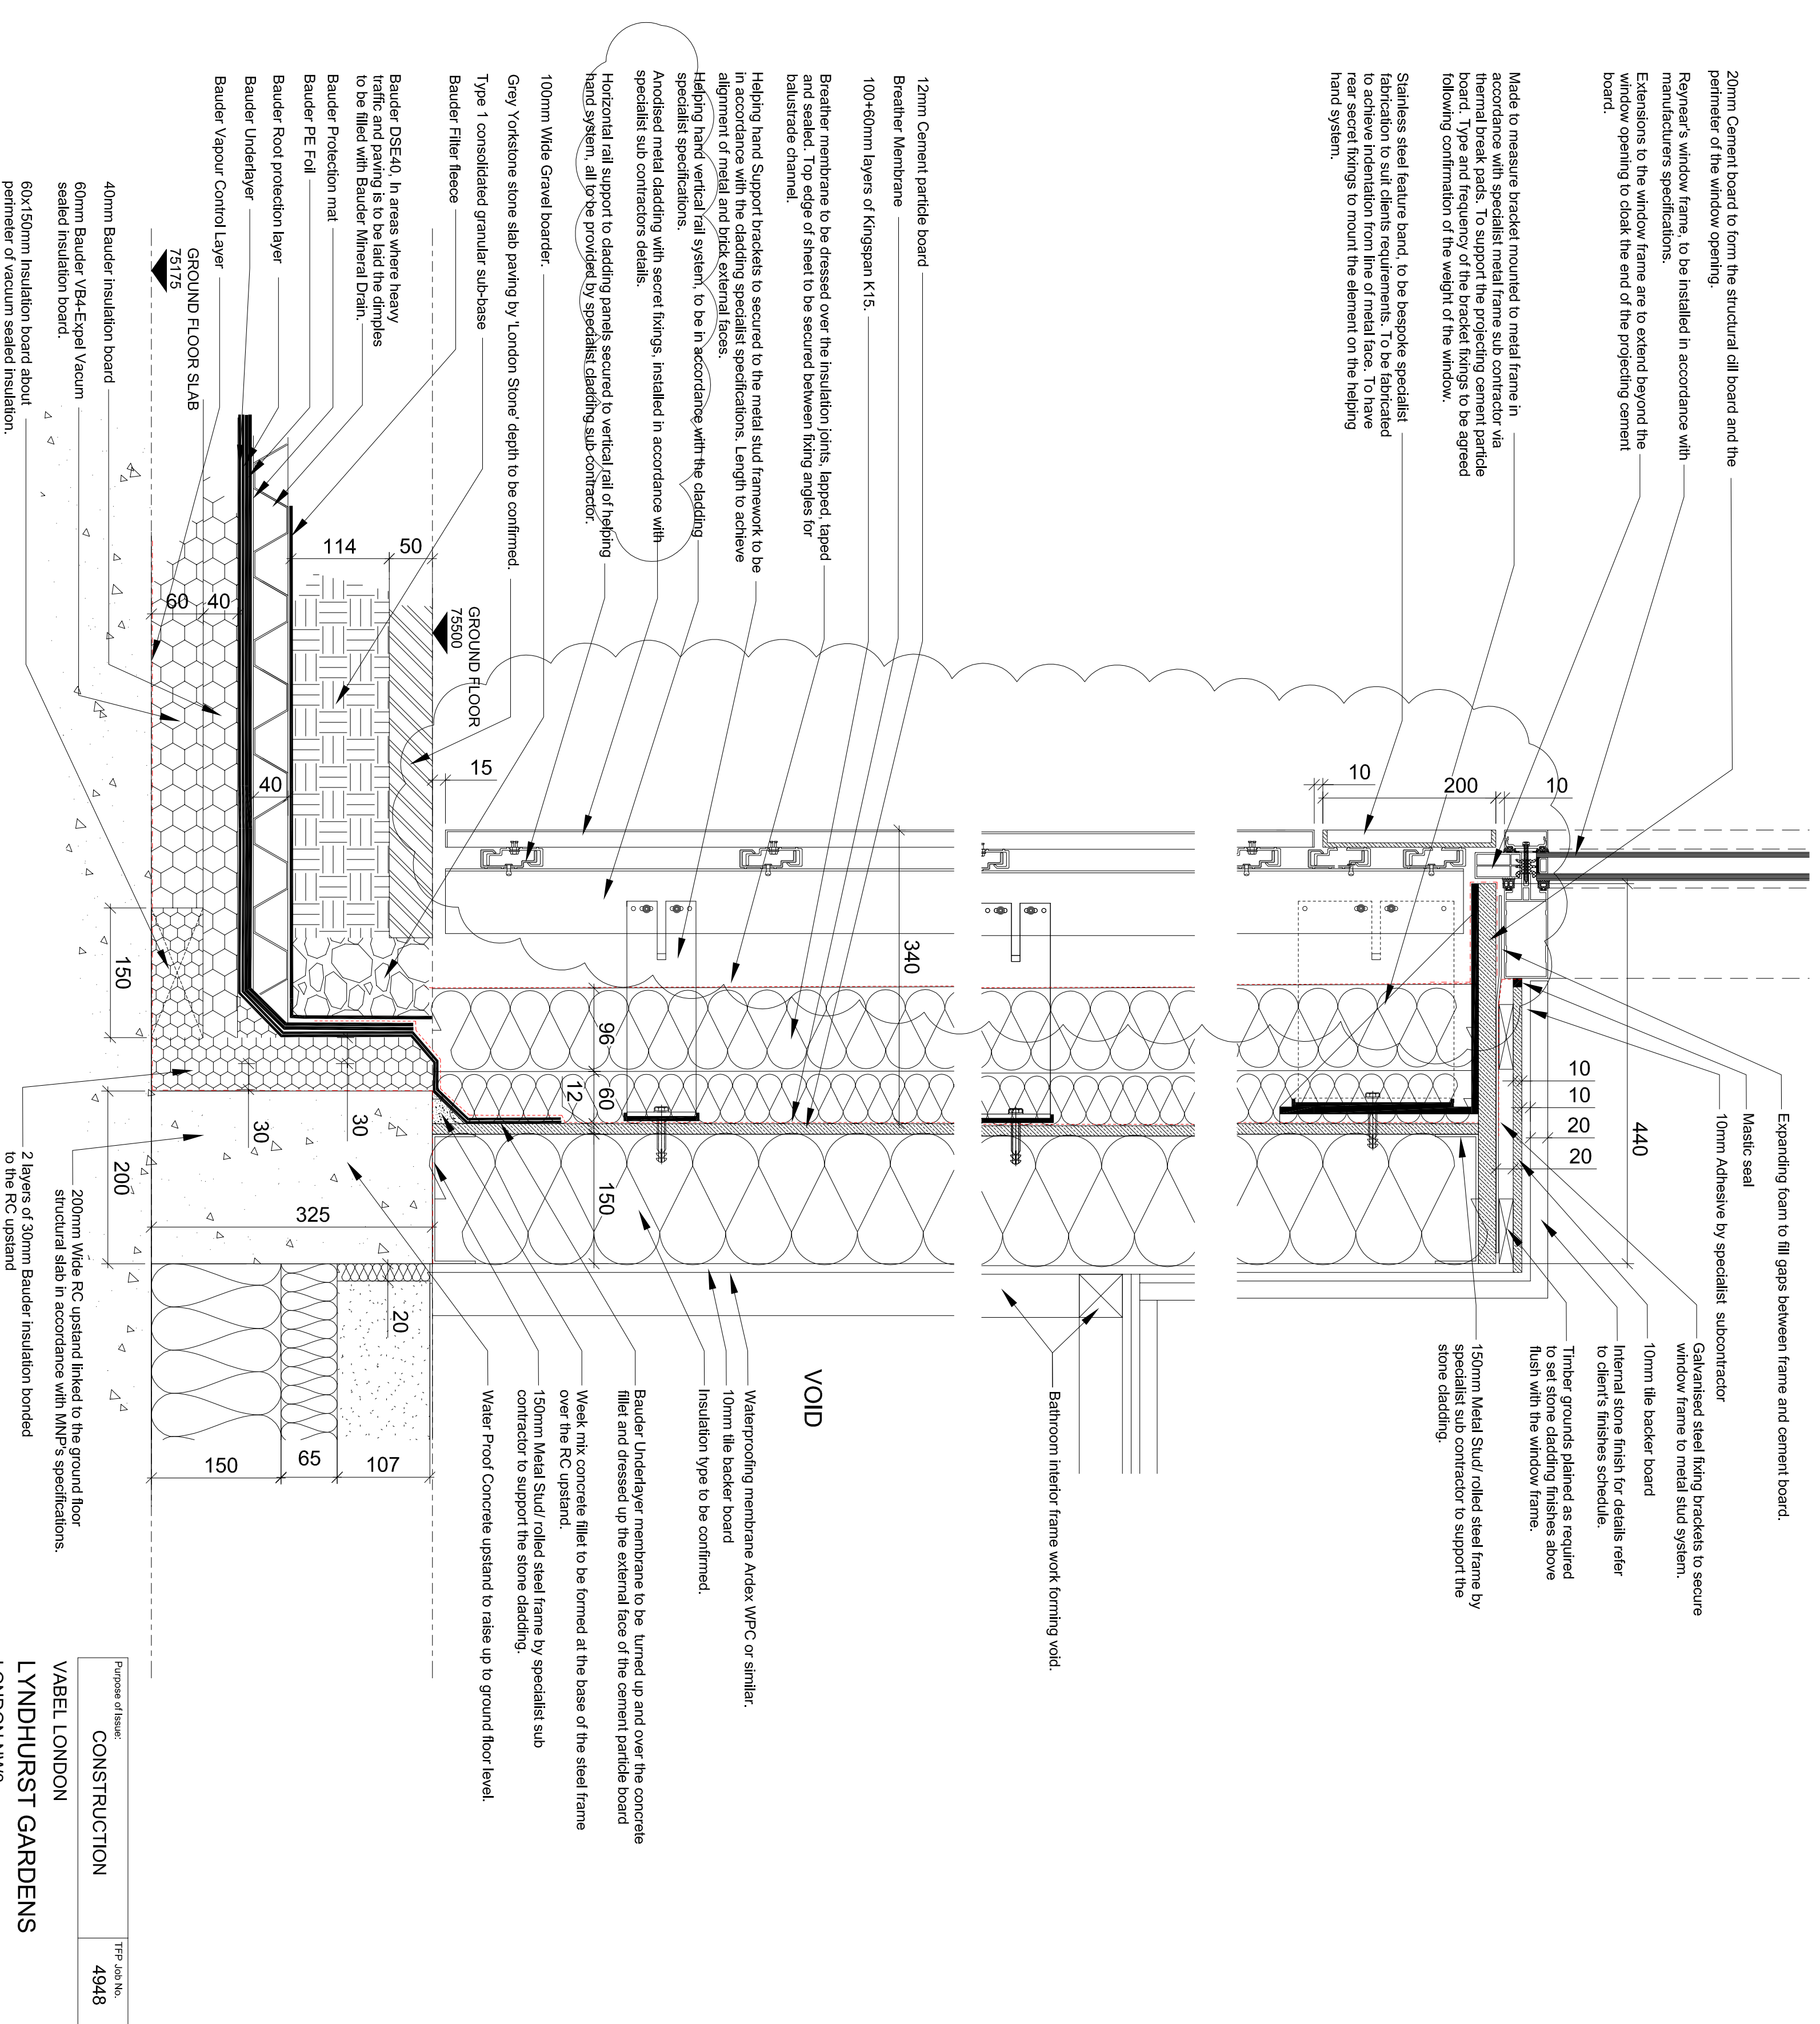 20mm Cement board to form the structural cill board and the
perimeter of the window opening.
Reynear's window frame, to be installed in accordance with
manufacturers specifications.
Extensions to the window frame are to extend beyond the
window opening to cloak the end of the projecting cement
board.
Made to measure bracket mounted to metal frame in
accordance with specialist metal frame sub contractor via
thermal break pads. To support the projecting cement particle
board. Type and frequency of the bracket fixings to be agreed
following confirmation of the weight of the window.
Stainless steel feature band, to be bespoke specialist
fabrication to suit clients requirements. To be fabricated
to achieve indentation from line of metal face. To have
rear secret fixings to mount the element on the helping
hand system.
12mm Cement particle board
Breather Membrane
100+60mm layers of Kingspan K15.
Breather membrane to be dressed over the insulation joints, lapped, taped
and sealed. Top edge of sheet to be secured between fixing angles for
balustrade channel.
Helping hand Support brackets to secured to the metal stud framework to be
in accordance with the cladding specialist specifications. Length to achieve
alignment of metal and brick external faces.
Helping hand vertical rail system, to be in accordance with the cladding
specialist specifications.
Anodised metal cladding with secret fixings, installed in accordance with
specialist sub contractors details.
Horizontal rail support to cladding panels secured to vertical rail of helping
hand system, all to be provided by specialist cladding sub-contractor.
100mm Wide Gravel boarder.
Grey Yorkstone stone slab paving by 'London Stone' depth to be confirmed.
Type 1 consolidated granular sub-base
Bauder Filter fleece
Bauder DSE40, In areas where heavy
traffic and paving is to be laid the dimples
to be filled with Bauder Mineral Drain.
Bauder Protection mat
Bauder PE Foil
Bauder Root protection layer
Bauder Underlayer
Bauder Vapour Control Layer
GROUND FLOOR SLAB
75175
40mm Bauder insulation board
60mm Bauder VB4-Expel Vacum
sealed insulation board.
60x150mm Insulation board about
perimeter of vacuum sealed insulation.
GROUND FLOOR
75500
114
50
60
40
40
15
10
200
10
340
96
60
12
150
150
30
30
200
325
20
150
65
107
10
10
20
20
440
Expanding foam to fill gaps between frame and cement board.
Mastic seal
10mm Adhesive by specialist subcontractor
Galvanised steel fixing brackets to secure
window frame to metal stud system.
10mm tile backer board
Internal stone finish for details refer
to client's finishes schedule.
Timber grounds plained as required
to set stone cladding finishes above
flush with the window frame.
150mm Metal Stud/ rolled steel frame by
specialist sub contractor to support the
stone cladding.
Bathroom interior frame work forming void.
VOID
Waterproofing membrane Ardex WPC or similar.
10mm tile backer board
Insulation type to be confirmed.
Bauder Underlayer membrane to be turned up and over the concrete
fillet and dressed up the external face of the cement particle board
Week mix concrete fillet to be formed at the base of the steel frame
over the RC upstand.
150mm Metal Stud/ rolled steel frame by specialist sub
contractor to support the stone cladding.
Water Proof Concrete upstand to raise up to ground floor level.
200mm Wide RC upstand linked to the ground floor
structural slab in accordance with MNP's specifications.
2 layers of 30mm Bauder insulation bonded
to the RC upstand
Purpose of Issue:
CONSTRUCTION
TFP Job No.
4948
VABEL LONDON
LYNDHURST GARDENS